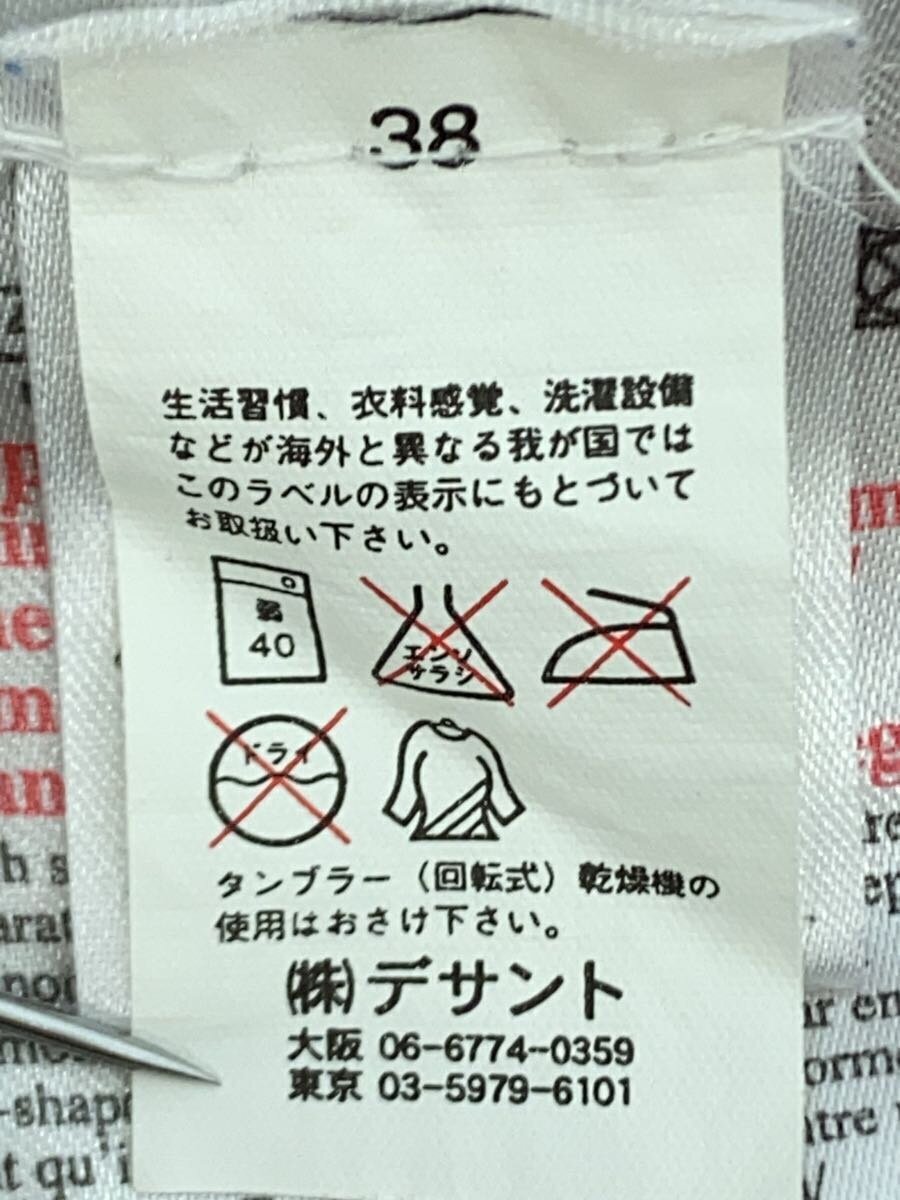 38
生活習慣、衣料感覚、洗濯設備
などが海外と異なる我が国では
このラベルの表示にもとづいて
お取扱い下さい。
40
エンソ
サラシ
ドライ
タンブラー（回転式）乾燥機の
使用はおさけ下さい。
(株)デサント
大阪 06-6774-0359
東京 03-5979-6101